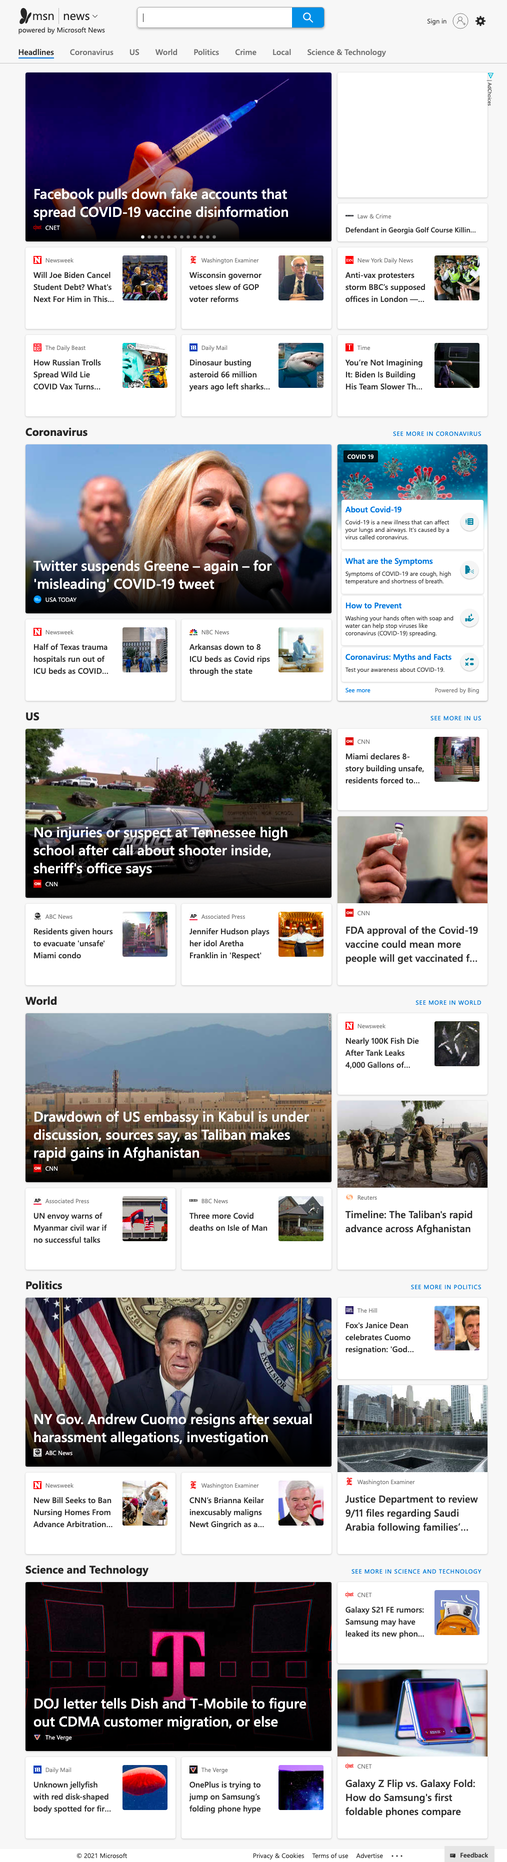 msn | news
powered by Microsoft News
Sign in
Headlines
Coronavirus
US
World
Politics
Crime
Local
Science & Technology
AdChoices
Facebook pulls down fake accounts that
spread COVID-19 vaccine disinformation
CNET
Law & Crime
Defendant in Georgia Golf Course Killin...
Newsweek
Will Joe Biden Cancel
Student Debt? What's
Next For Him in This...
Washington Examiner
Wisconsin governor
vetoes slew of GOP
voter reforms
New York Daily News
Anti-vax protesters
storm BBC's supposed
offices in London —...
The Daily Beast
How Russian Trolls
Spread Wild Lie
COVID Vax Turns...
Daily Mail
Dinosaur busting
asteroid 66 million
years ago left sharks...
Time
You're Not Imagining
It: Biden Is Building
His Team Slower Th...
Coronavirus
SEE MORE IN CORONAVIRUS
Twitter suspends Greene – again – for
'misleading' COVID-19 tweet
USA TODAY
COVID 19
About Covid-19
Covid-19 is a new illness that can affect
your lungs and airways. It's caused by a
virus called coronavirus.
What are the Symptoms
Symptoms of COVID-19 are cough, high
temperature and shortness of breath.
How to Prevent
Washing your hands often with soap and
water can help stop viruses like
coronavirus (COVID-19) spreading.
Coronavirus: Myths and Facts
Test your awareness about COVID-19.
See more
Powered by Bing
Newsweek
Half of Texas trauma
hospitals run out of
ICU beds as COVID...
NBC News
Arkansas down to 8
ICU beds as Covid rips
through the state
US
SEE MORE IN US
No injuries or suspect at Tennessee high
school after call about shooter inside,
sheriff's office says
CNN
CNN
Miami declares 8-
story building unsafe,
residents forced to...
CNN
FDA approval of the Covid-19
vaccine could mean more
people will get vaccinated f...
ABC News
Residents given hours
to evacuate 'unsafe'
Miami condo
Associated Press
Jennifer Hudson plays
her idol Aretha
Franklin in 'Respect'
World
SEE MORE IN WORLD
Drawdown of US embassy in Kabul is under
discussion, sources say, as Taliban makes
rapid gains in Afghanistan
CNN
Newsweek
Nearly 100K Fish Die
After Tank Leaks
4,000 Gallons of...
Reuters
Timeline: The Taliban's rapid
advance across Afghanistan
Associated Press
UN envoy warns of
Myanmar civil war if
no successful talks
BBC News
Three more Covid
deaths on Isle of Man
Politics
SEE MORE IN POLITICS
NY Gov. Andrew Cuomo resigns after sexual
harassment allegations, investigation
ABC News
The Hill
Fox's Janice Dean
celebrates Cuomo
resignation: 'God...
Washington Examiner
Justice Department to review
9/11 files regarding Saudi
Arabia following families'...
Newsweek
New Bill Seeks to Ban
Nursing Homes From
Advance Arbitration...
Washington Examiner
CNN's Brianna Keilar
inexcusably maligns
Newt Gingrich as a...
Science and Technology
SEE MORE IN SCIENCE AND TECHNOLOGY
DOJ letter tells Dish and T-Mobile to figure
out CDMA customer migration, or else
The Verge
CNET
Galaxy S21 FE rumors:
Samsung may have
leaked its new phon...
CNET
Galaxy Z Flip vs. Galaxy Fold:
How do Samsung's first
foldable phones compare
Daily Mail
Unknown jellyfish
with red disk-shaped
body spotted for fir...
The Verge
OnePlus is trying to
jump on Samsung's
folding phone hype
© 2021 Microsoft
Privacy & Cookies
Terms of use
Advertise
...
Feedback